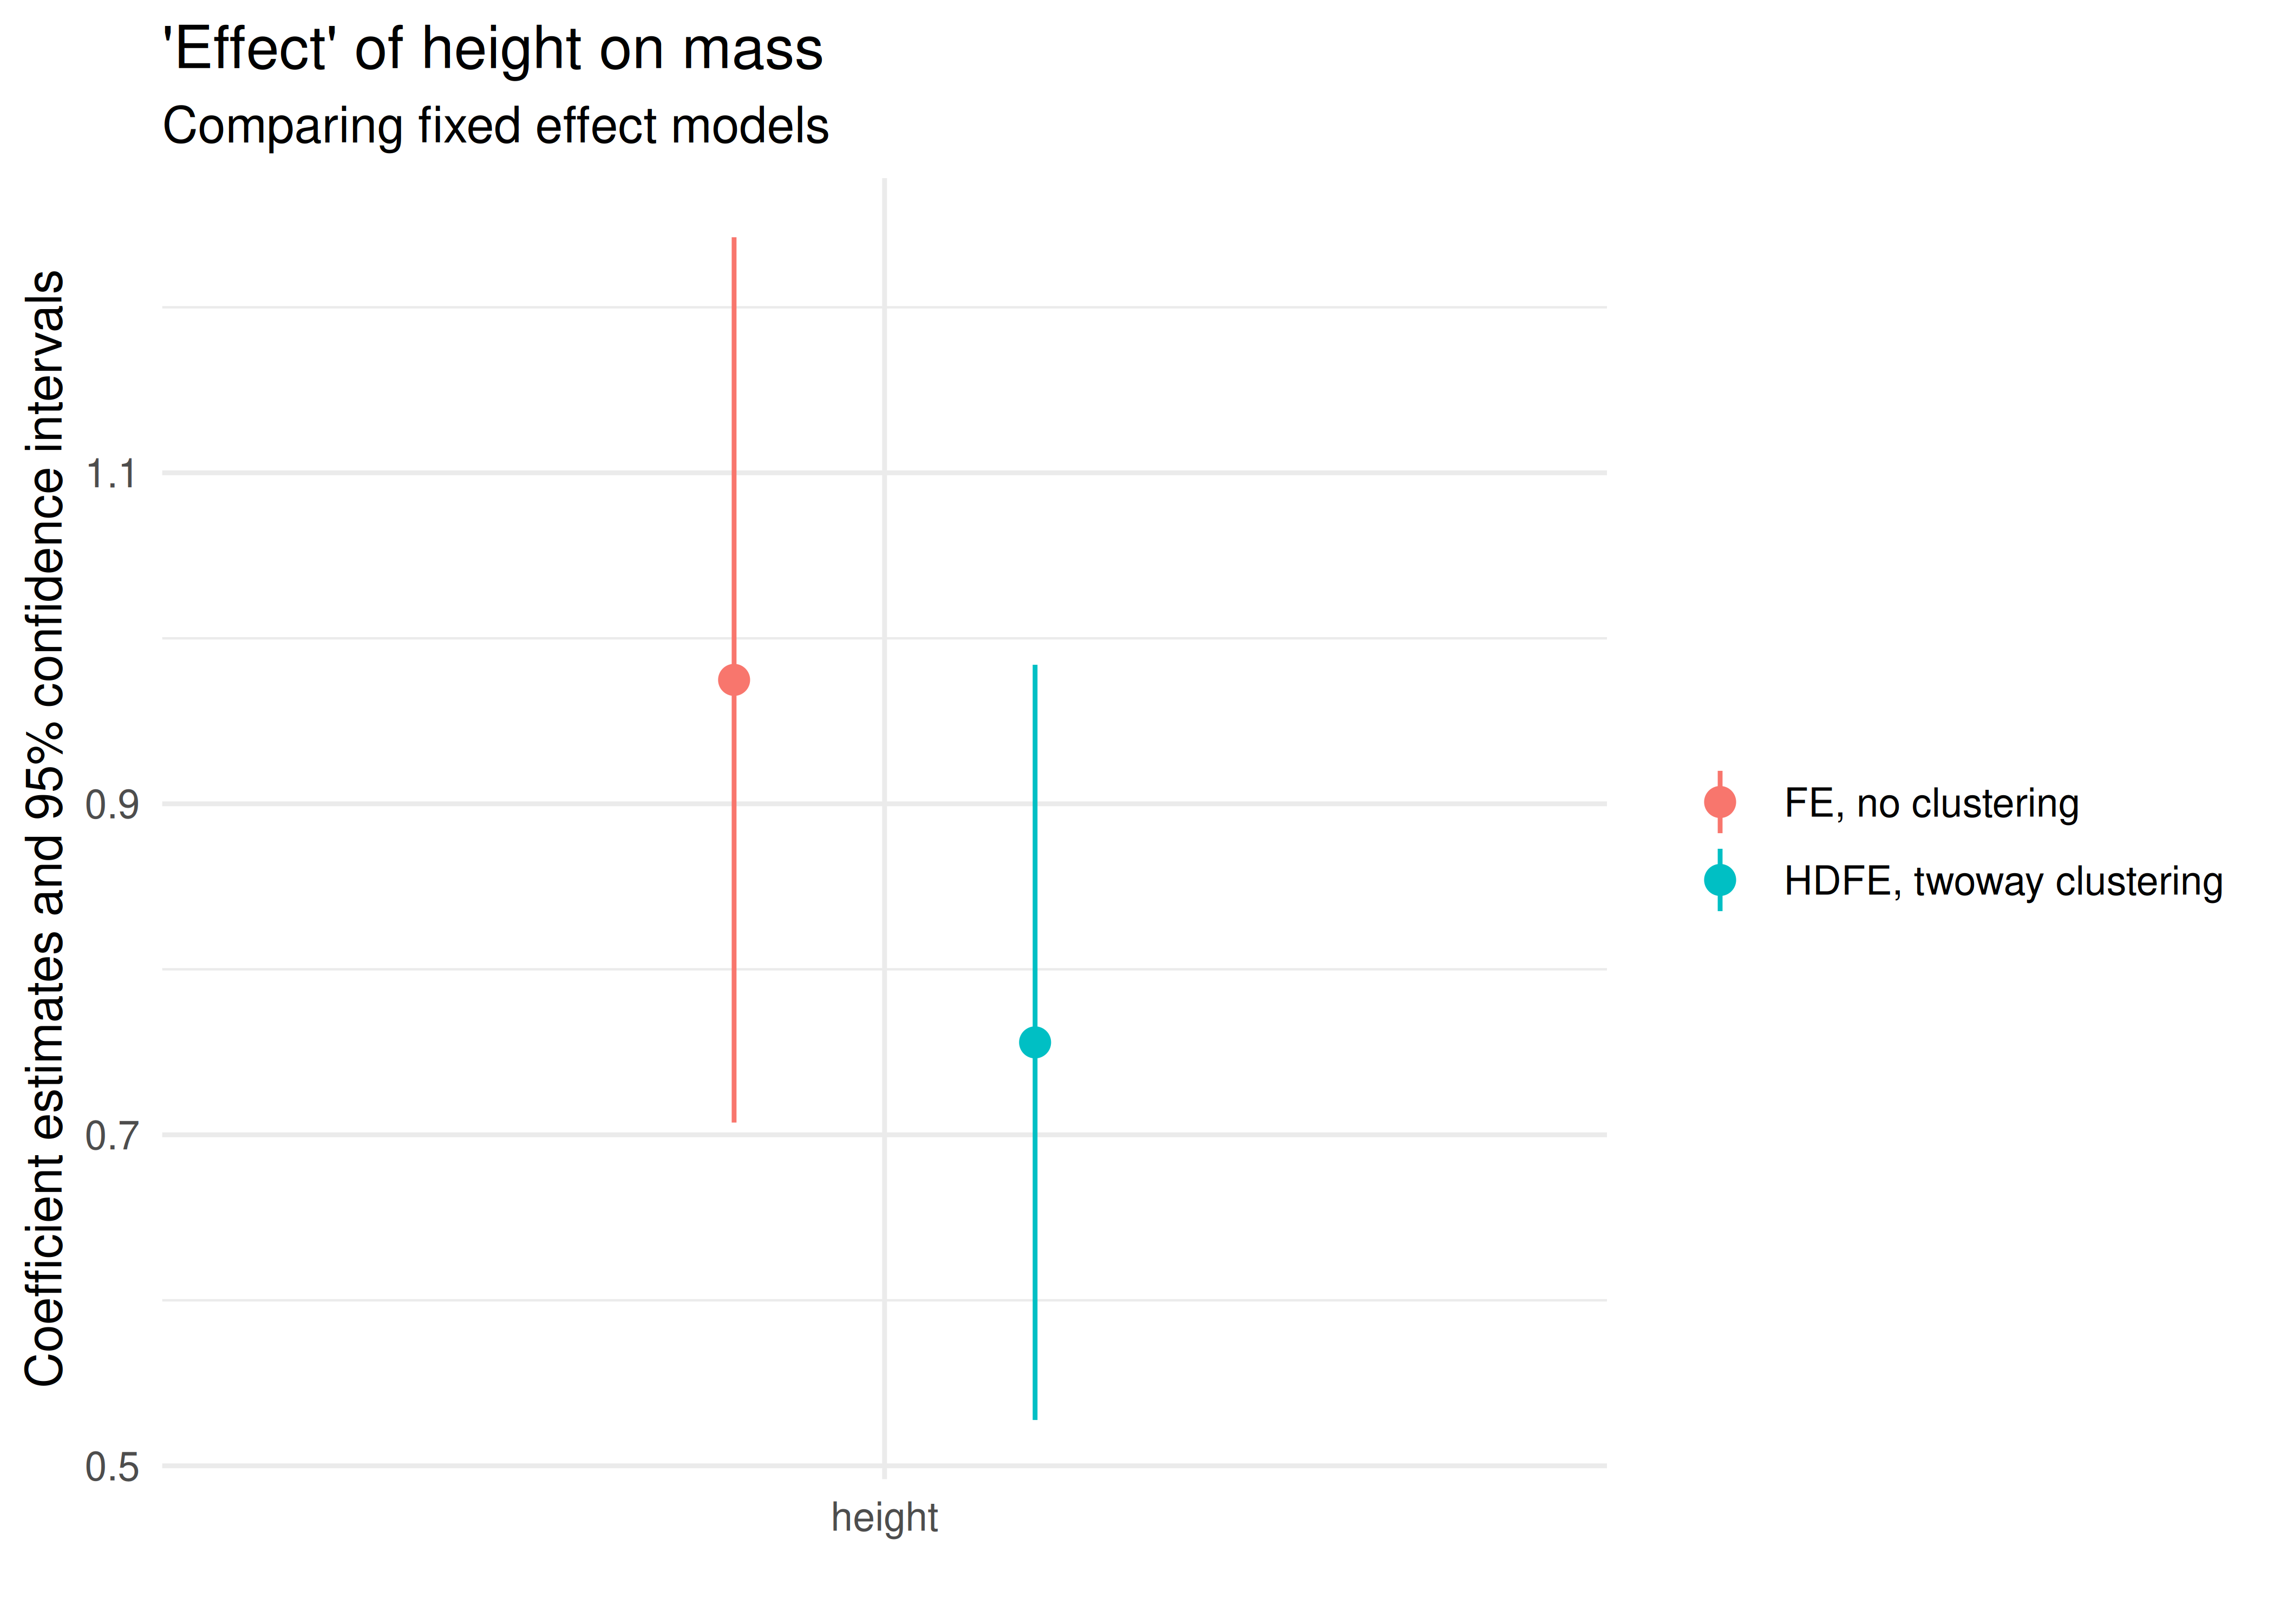 'Effect' of height on mass
Comparing fixed effect models
Coefficient estimates and 95% confidence intervals
1.1
0.9
0.7
0.5
height
FE, no clustering
HDFE, twoway clustering